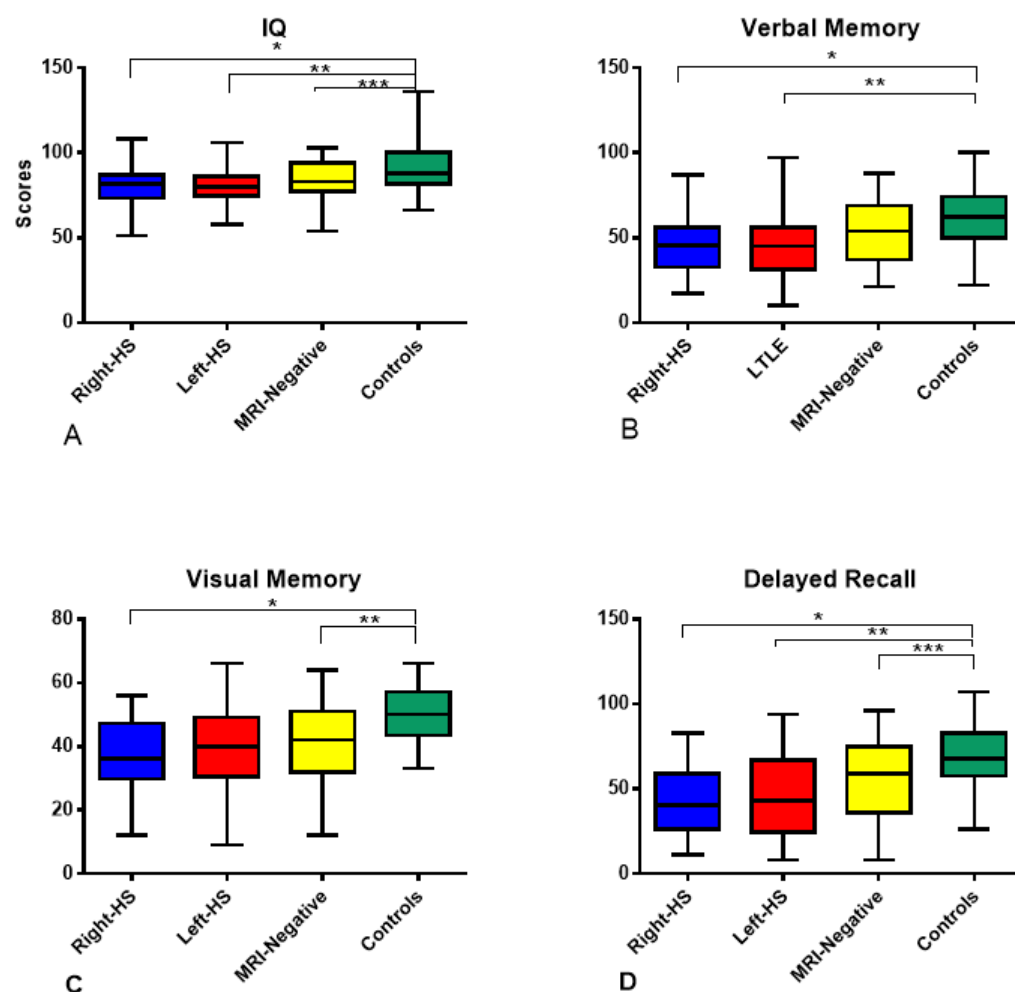 IQ
*
**
***
150
100
50
0
Scores
Right-HS
Left-HS
MRI-Negative
Controls
A
Verbal Memory
*
**
150
100
50
0
Right-HS
LTLE
MRI-Negative
Controls
B
Visual Memory
*
**
80
60
40
20
0
Right-HS
Left-HS
MRI-Negative
Controls
C
Delayed Recall
*
**
***
150
100
50
0
Right-HS
Left-HS
MRI-Negative
Controls
D